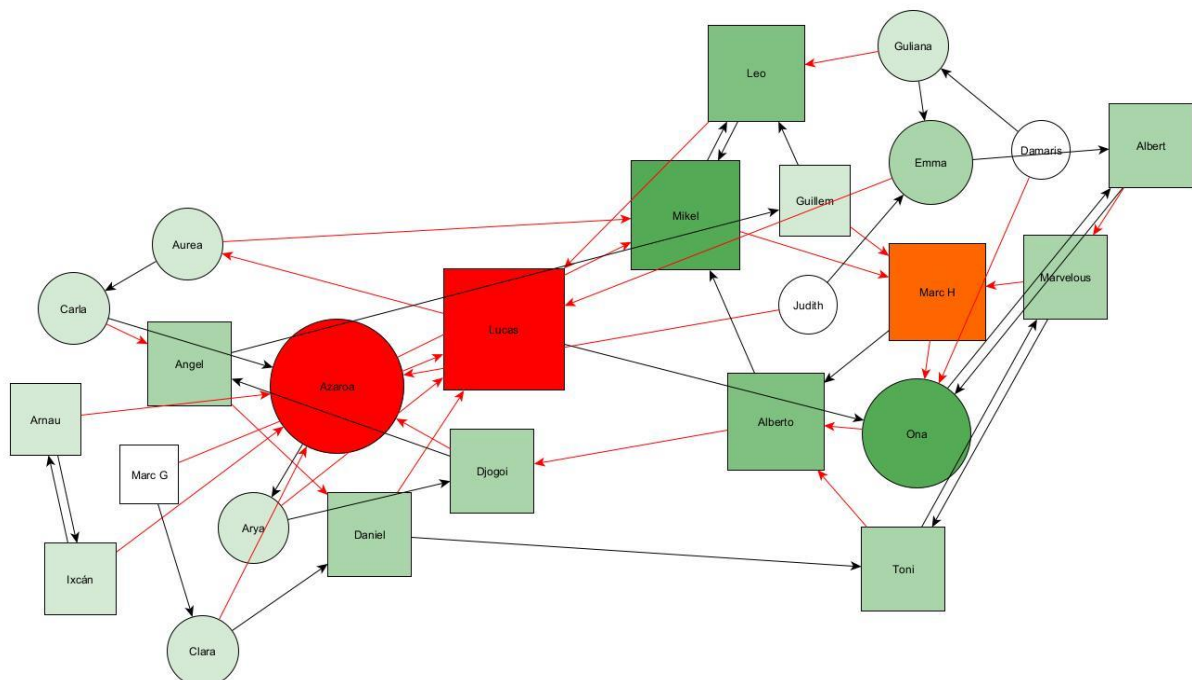 Guliana
Leo
Damaris
Albert
Emma
Guillem
Mikel
Aurea
Marvelous
Marc H
Judith
Carla
Lucas
Angel
Azaroa
Arnau
Alberto
Ona
Djogoi
Marc G
Arya
Daniel
Toni
Ixcán
Clara